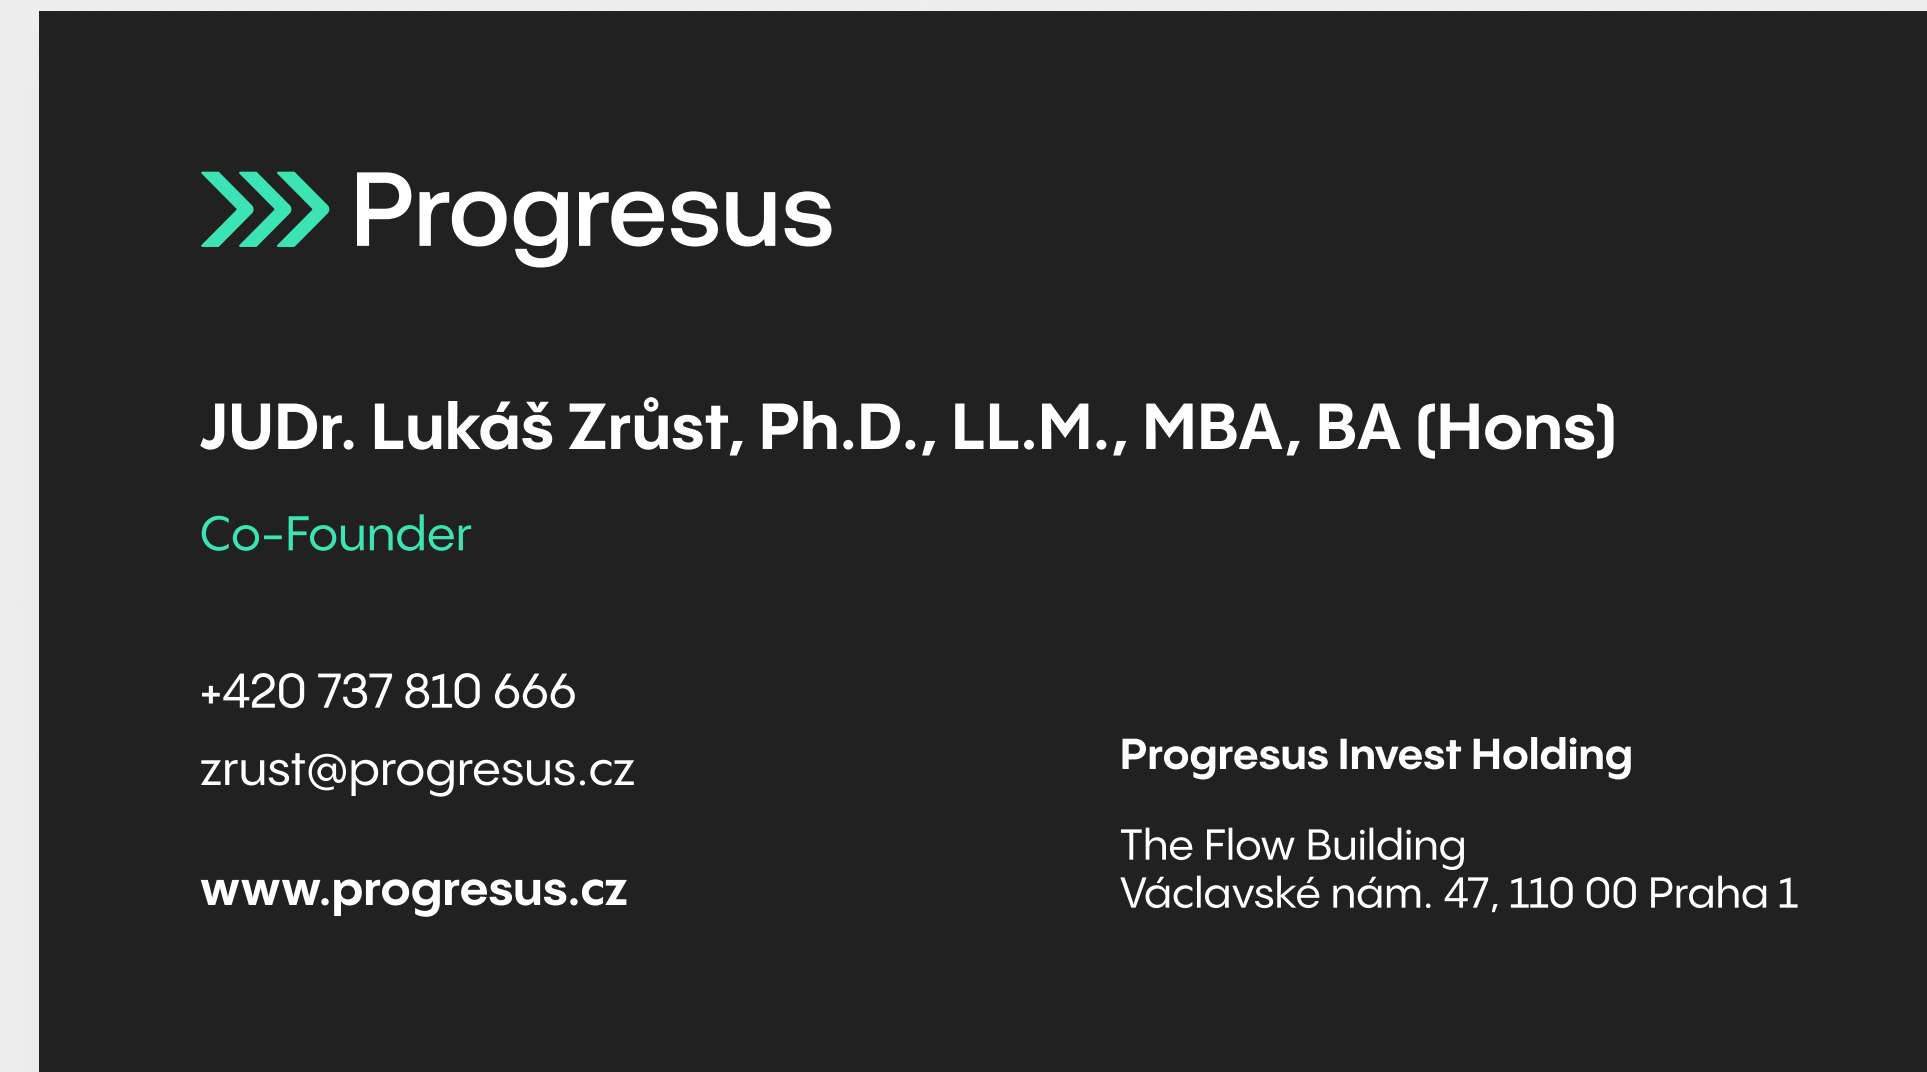 Progresus
JUDr. Lukáš Zrůst, Ph.D., LL.M., MBA, BA (Hons)
Co-Founder
+420 737 810 666
zrust@progresus.cz
www.progresus.cz
Progresus Invest Holding
The Flow Building
Václavské nám. 47, 110 00 Praha 1